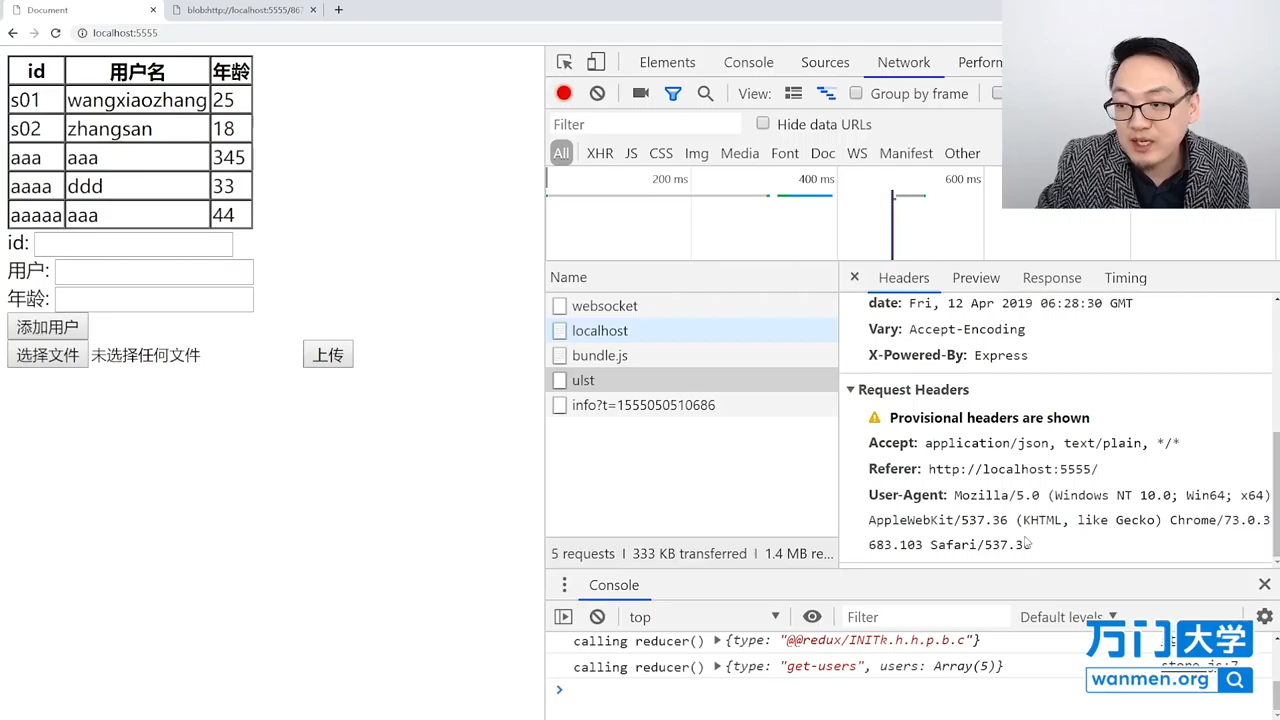 Document
blob:http://localhost:5555/867
localhost:5555
id 用户名 年龄
s01 wangxiaozhang 25
s02 zhangsan 18
aaa aaa 345
aaaa ddd 33
aaaaa aaa 44
id:
用户:
年龄:
添加用户
选择文件 未选择任何文件 上传
Elements Console Sources Network Perform
View: Group by frame
Filter Hide data URLs
All XHR JS CSS Img Media Font Doc WS Manifest Other
200 ms 400 ms 600 ms
Name
websocket
localhost
bundle.js
ulst
info?t=1555050510686
5 requests 333 KB transferred 1.4 MB re...
Headers Preview Response Timing
date: Fri, 12 Apr 2019 06:28:30 GMT
Vary: Accept-Encoding
X-Powered-By: Express
Request Headers
Provisional headers are shown
Accept: application/json, text/plain, */*
Referer: http://localhost:5555/
User-Agent: Mozilla/5.0 (Windows NT 10.0; Win64; x64)
AppleWebKit/537.36 (KHTML, like Gecko) Chrome/73.0.3
683.103 Safari/537.3
Console
top Filter Default levels
calling reducer() {type: "@@redux/INITk.h.h.p.b.c"}
calling reducer() {type: "get-users", users: Array(5)}
store.js:7
万门大学
wanmen.org